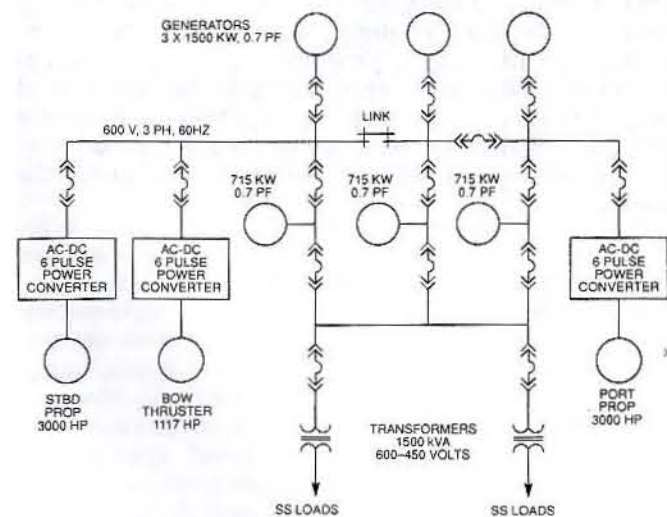 GENERATORS
3 X 1500 KW, 0.7 PF
LINK
600 V, 3 PH, 60HZ
715 KW
0.7 PF
715 KW
0.7 PF
715 KW
0.7 PF
AC-DC
6 PULSE
POWER
CONVERTER
AC-DC
6 PULSE
POWER
CONVERTER
AC-DC
6 PULSE
POWER
CONVERTER
STBD
PROP
3000 HP
BOW
THRUSTER
1117 HP
TRANSFORMERS
1500 kVA
600–450 VOLTS
PORT
PROP
3000 HP
SS LOADS
SS LOADS